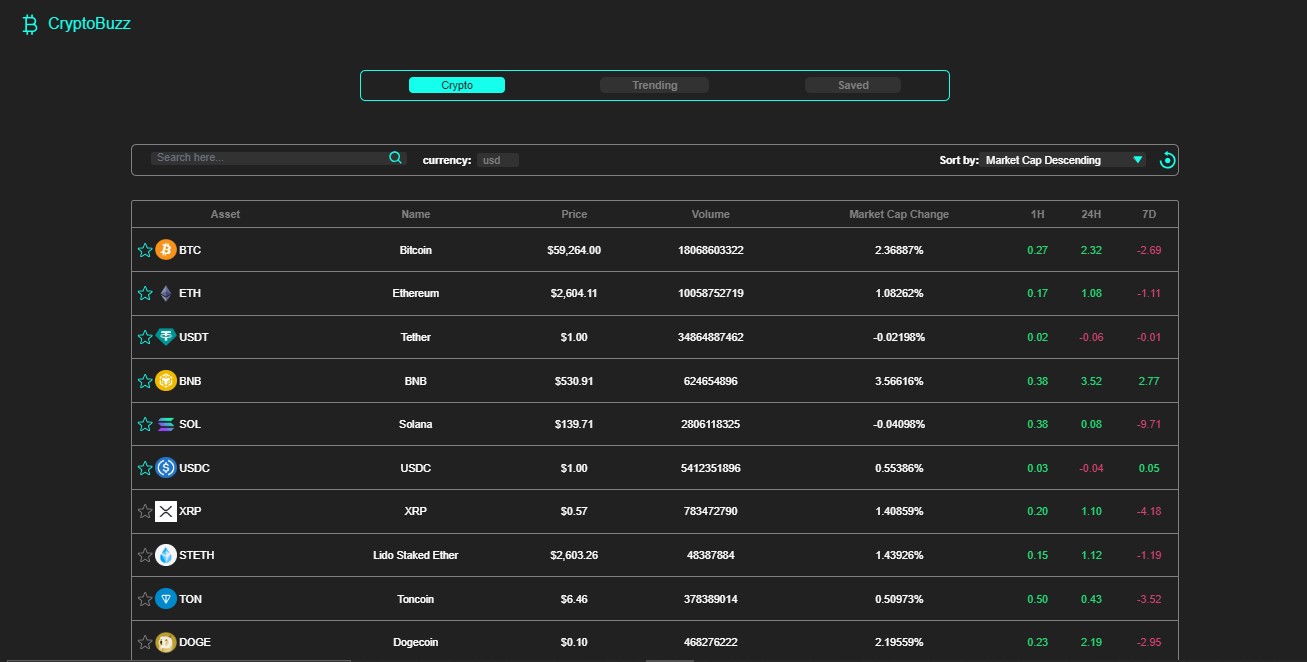 CryptoBuzz
Crypto Trending Saved
Search here... currency: usd Sort by: Market Cap Descending
Asset Name Price Volume Market Cap Change 1H 24H 7D
BTC Bitcoin $59,264.00 18068603322 2.36887% 0.27 2.32 -2.69
ETH Ethereum $2,604.11 10058752719 1.08262% 0.17 1.08 -1.11
USDT Tether $1.00 34864887462 -0.02198% 0.02 -0.06 -0.01
BNB BNB $530.91 624654896 3.56616% 0.38 3.52 2.77
SOL Solana $139.71 2806118325 -0.04098% 0.38 0.08 -9.71
USDC USDC $1.00 5412351896 0.55386% 0.03 -0.04 0.05
XRP XRP $0.57 783472790 1.40859% 0.20 1.10 -4.18
STETH Lido Staked Ether $2,603.26 48387884 1.43926% 0.15 1.12 -1.19
TON Toncoin $6.46 378389014 0.50973% 0.50 0.43 -3.52
DOGE Dogecoin $0.10 468276222 2.19559% 0.23 2.19 -2.95